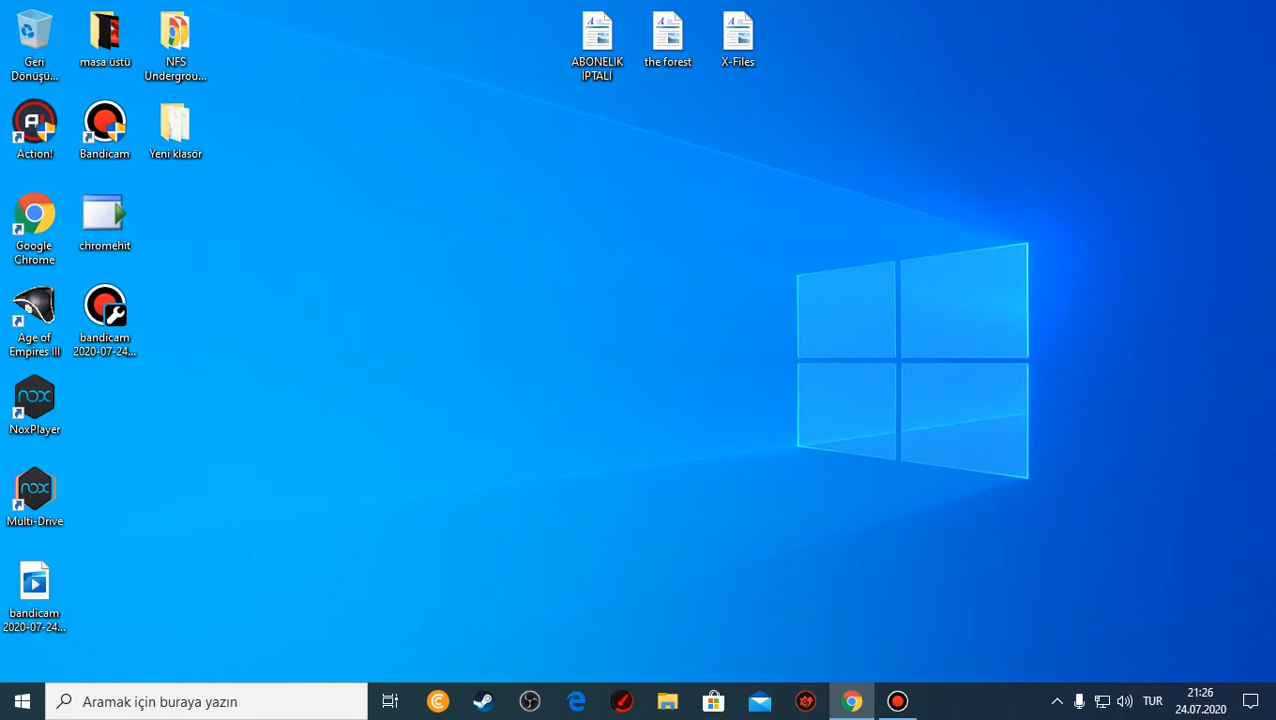 Geri
Dönüşü...
masa üstü
NFS
Undergrou...
ABONELIK
IPTALI
the forest
X-Files
Action!
Bandicam
Yeni klasör
Google
Chrome
chromehit
Age of
Empires III
bandicam
2020-07-24...
nox
NoxPlayer
nox
Multi-Drive
bandicam
2020-07-24...
Aramak için buraya yazın
TUR
21:26
24.07.2020